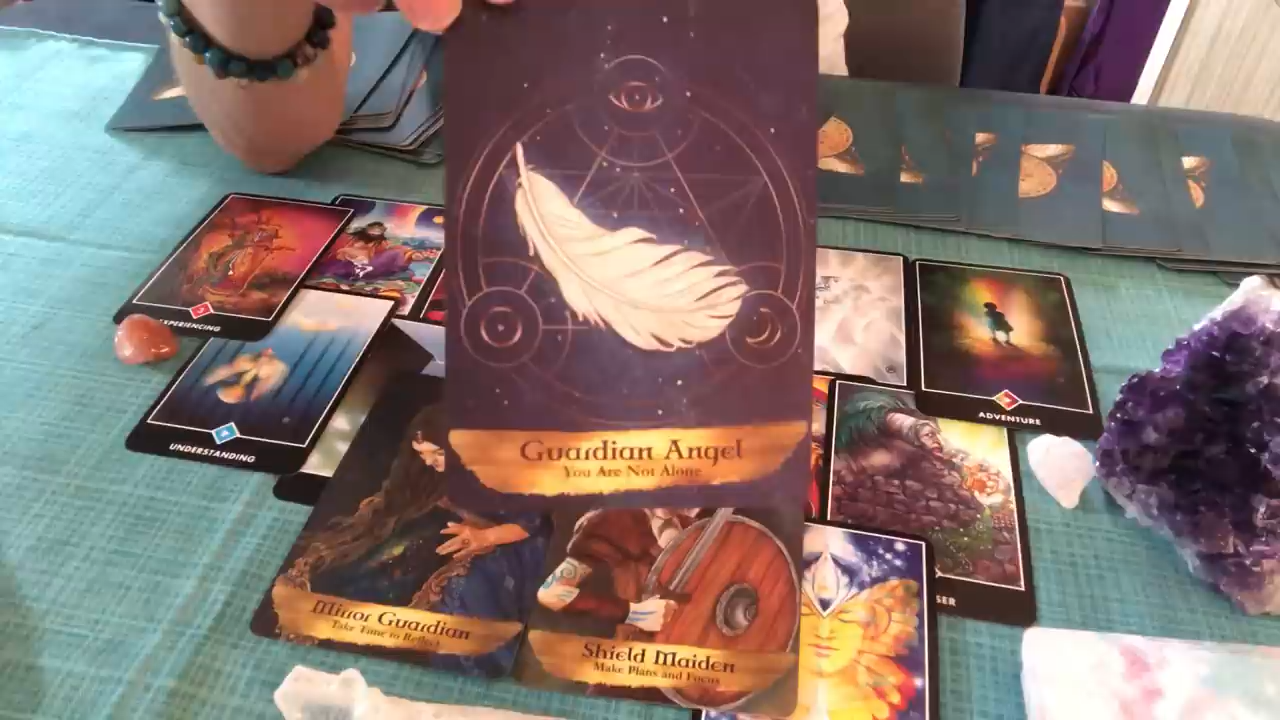 EXPERIENCING
UNDERSTANDING
ADVENTURE
Guardian Angel
You Are Not Alone
Mirror Guardian
Take Time to Reflect
Shield Maiden
Make Plans and Focus